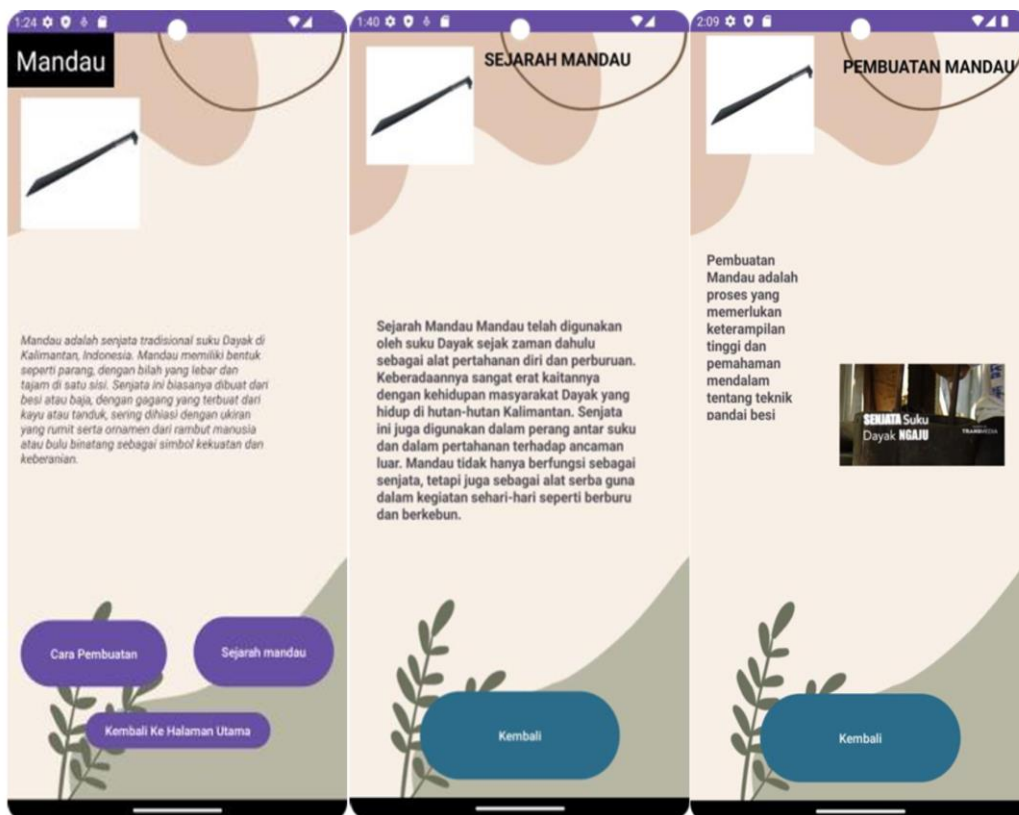 1:24
Mandau
Mandau adalah senjata tradisional suku Dayak di
Kalimantan, Indonesia. Mandau memiliki bentuk
seperti parang, dengan bilah yang lebar dan
tajam di satu sisi. Senjata ini biasanya dibuat dari
besi atau baja, dengan gagang yang terbuat dari
kayu atau tanduk, sering dihiasi dengan ukiran
yang rumit serta ornamen dari rambut manusia
atau bulu binatang sebagai simbol kekuatan dan
keberanian.
Cara Pembuatan
Sejarah mandau
Kembali Ke Halaman Utama
1:40
SEJARAH MANDAU
Sejarah Mandau Mandau telah digunakan
oleh suku Dayak sejak zaman dahulu
sebagai alat pertahanan diri dan perburuan.
Keberadaannya sangat erat kaitannya
dengan kehidupan masyarakat Dayak yang
hidup di hutan-hutan Kalimantan. Senjata
ini juga digunakan dalam perang antar suku
dan dalam pertahanan terhadap ancaman
luar. Mandau tidak hanya berfungsi sebagai
senjata, tetapi juga sebagai alat serba guna
dalam kegiatan sehari-hari seperti berburu
dan berkebun.
Kembali
2:09
PEMBUATAN MANDAU
Pembuatan
Mandau adalah
proses yang
memerlukan
keterampilan
tinggi dan
pemahaman
mendalam
tentang teknik
pandai besi
SENJATA Suku
Dayak NGAJU
TRANSMEDIA
Kembali